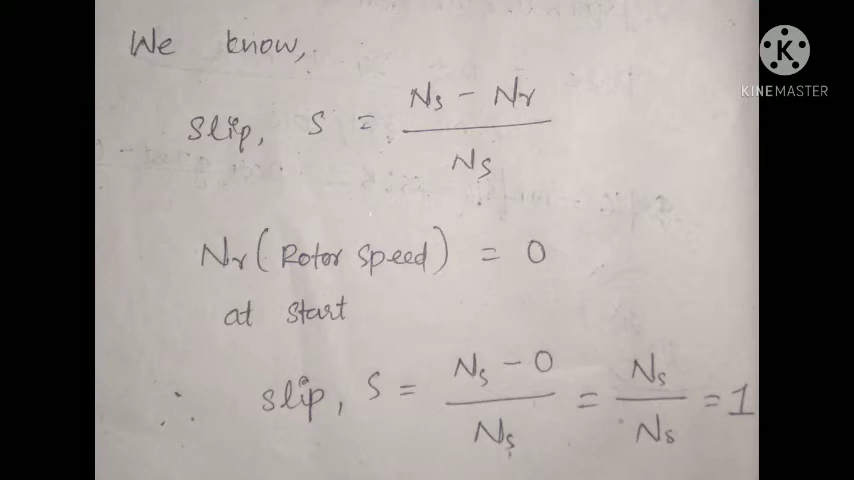 We know,
K
KINEMASTER
slip, s = (Ns - Nr) / Ns
Nr (Rotor speed) = 0
at start
∴ slip, s = (Ns - 0) / Ns = Ns / Ns = 1